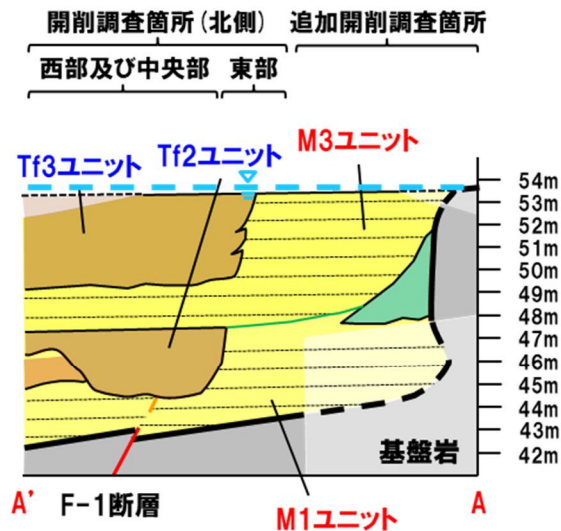 開削調査箇所(北側)
追加開削調査箇所
西部及び中央部
東部
M3ユニット
Tf3ユニット
Tf2ユニット
54m
53m
52m
51m
50m
49m
48m
47m
46m
45m
44m
43m
42m
基盤岩
A'
F-1断層
M1ユニット
A